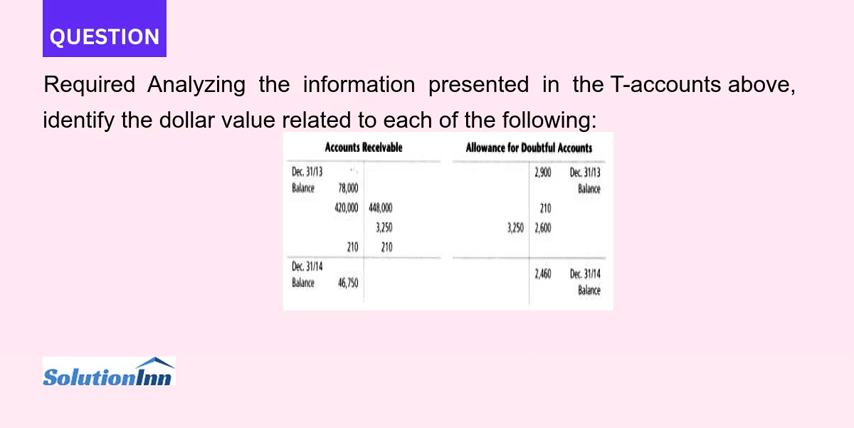 QUESTION
Required Analyzing the information presented in the T-accounts above,
identify the dollar value related to each of the following:
Accounts Receivable Allowance for Doubtful Accounts
Dec. 31/13 2,900 Dec. 31/13
Balance 78,000 Balance
420,000 448,000 210
3,250 3,250 2,600
210 210
Dec. 31/14 2,460 Dec. 31/14
Balance 46,750 Balance
SolutionInn